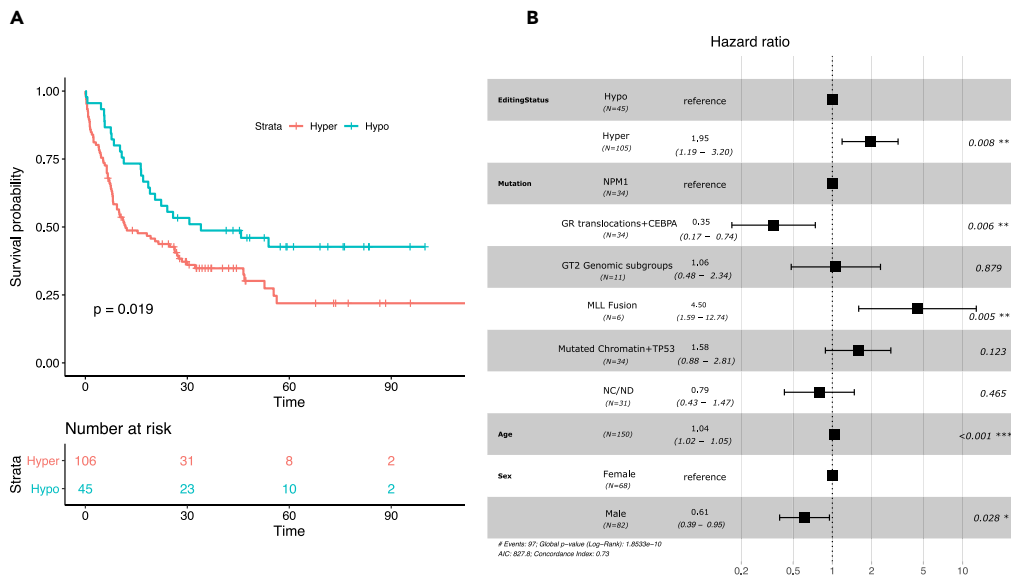 A
1.00
0.75
0.50
0.25
0.00
Survival probability
Strata Hyper Hypo
p = 0.019
0 30 60 90
Time
Number at risk
Strata
Hyper 106 31 8 2
Hypo 45 23 10 2
0 30 60 90
Time
B
Hazard ratio
EditingStatus Hypo reference
(N=45)
Hyper 1.95 0.008 **
(N=105) (1.19 – 3.20)
Mutation NPM1 reference
(N=34)
GR translocations+CEBPA 0.35 0.006 **
(N=34) (0.17 – 0.74)
GT2 Genomic subgroups 1.06 0.879
(N=11) (0.48 – 2.34)
MLL Fusion 4.50 0.005 **
(N=6) (1.59 – 12.74)
Mutated Chromatin+TP53 1.58 0.123
(N=34) (0.88 – 2.81)
NC/ND 0.79 0.465
(N=31) (0.43 – 1.47)
Age (N=150) 1.04 <0.001 ***
(1.02 – 1.05)
Sex Female reference
(N=68)
Male 0.61 0.028 *
(N=82) (0.39 – 0.95)
# Events: 97; Global p-value (Log-Rank): 1.8533e-10
AIC: 827.8; Concordance Index: 0.73
0.2 0.5 1 2 5 10